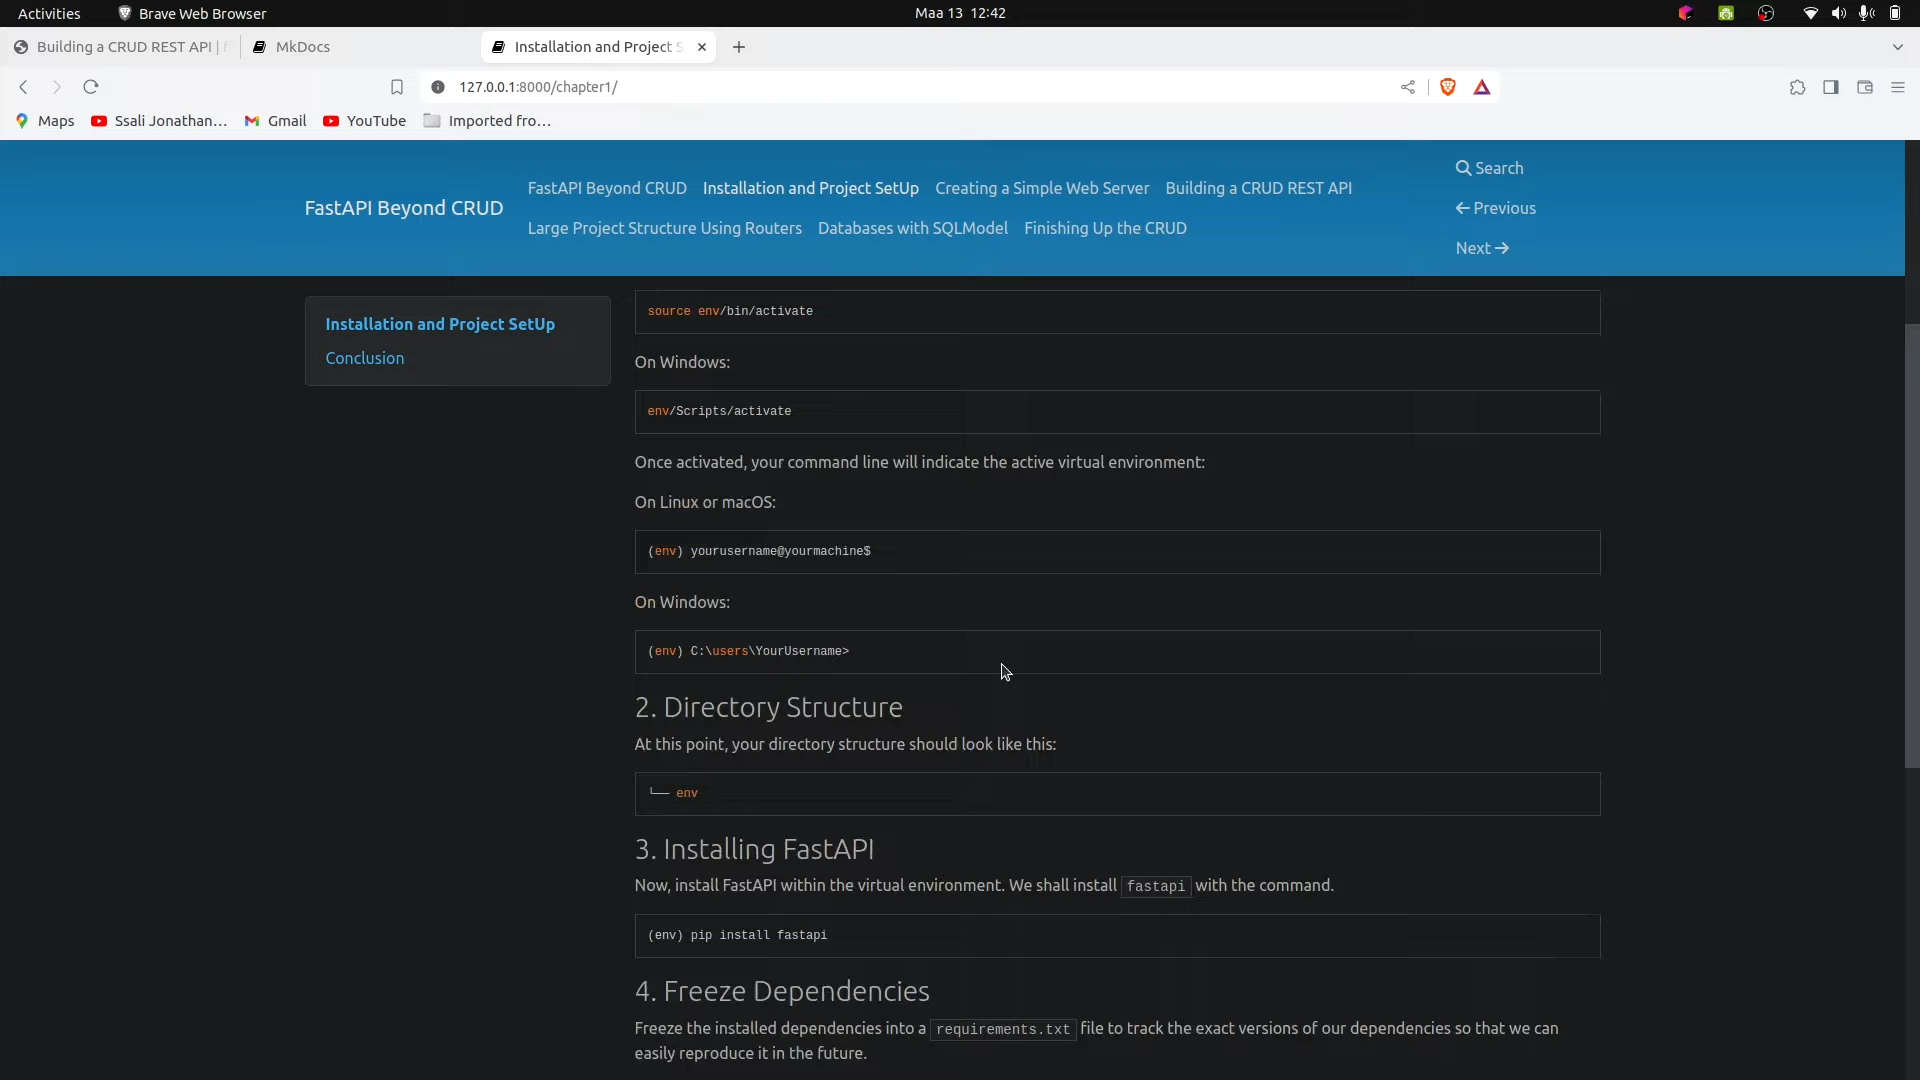 Activities
Brave Web Browser
Maa 13 12:42
Building a CRUD REST API |
MkDocs
Installation and Project S
127.0.0.1:8000/chapter1/
Maps
Ssali Jonathan...
Gmail
YouTube
Imported fro...
FastAPI Beyond CRUD
FastAPI Beyond CRUD Installation and Project SetUp Creating a Simple Web Server Building a CRUD REST API
Large Project Structure Using Routers Databases with SQLModel Finishing Up the CRUD
Search
← Previous
Next →
Installation and Project SetUp
Conclusion
source env/bin/activate
On Windows:
env/Scripts/activate
Once activated, your command line will indicate the active virtual environment:
On Linux or macOS:
(env) yourusername@yourmachine$
On Windows:
(env) C:\users\YourUsername>
2. Directory Structure
At this point, your directory structure should look like this:
└── env
3. Installing FastAPI
Now, install FastAPI within the virtual environment. We shall install fastapi with the command.
(env) pip install fastapi
4. Freeze Dependencies
Freeze the installed dependencies into a requirements.txt file to track the exact versions of our dependencies so that we can
easily reproduce it in the future.